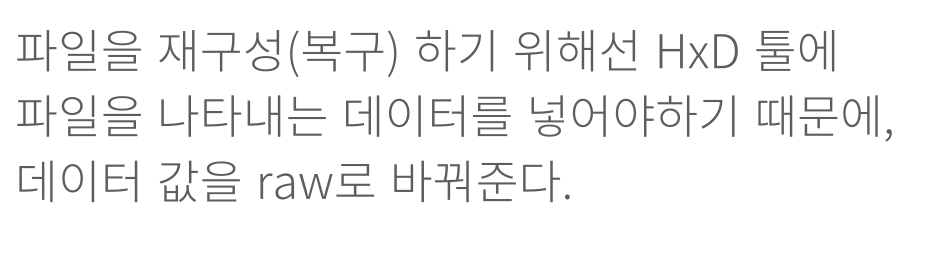 파일을 재구성(복구) 하기 위해선 HxD 툴에
파일을 나타내는 데이터를 넣어야하기 때문에,
데이터 값을 raw로 바꿔준다.